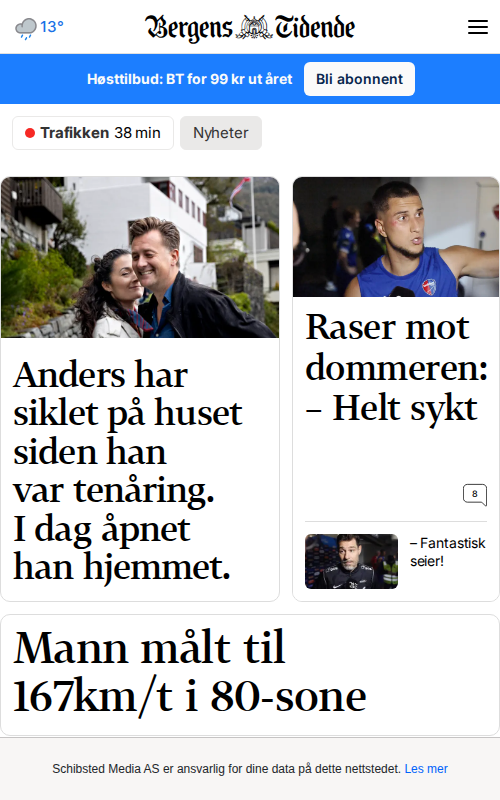 13°
Bergens Tidende
Høsttilbud: BT for 99 kr ut året
Bli abonnent
Trafikken 38 min
Nyheter
Anders har
siklet på huset
siden han
var tenåring.
I dag åpnet
han hjemmet.
Raser mot
dommeren:
– Helt sykt
8
– Fantastisk
seier!
Mann målt til
167km/t i 80-sone
Schibsted Media AS er ansvarlig for dine data på dette nettstedet. Les mer